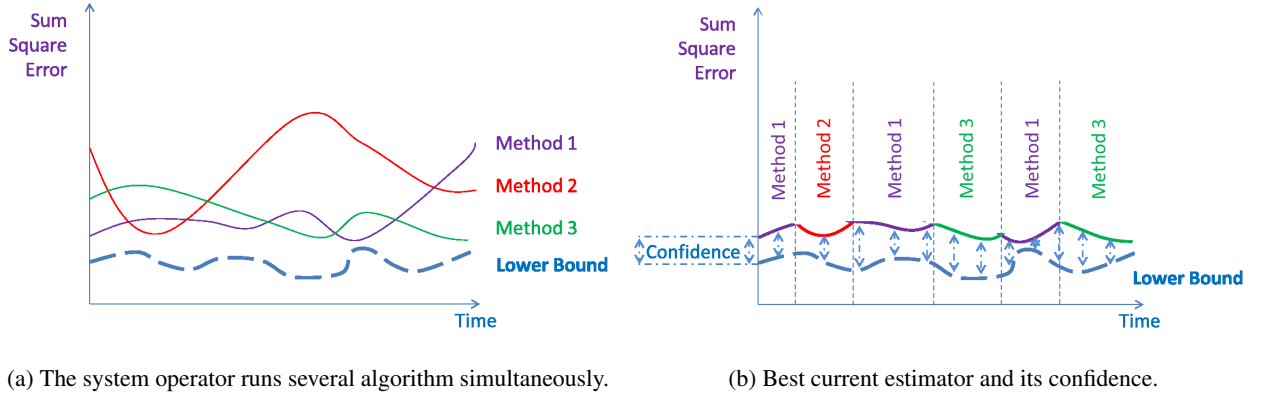 Sum
Square
Error
Method 1
Method 2
Method 3
Lower Bound
Time
(a) The system operator runs several algorithm simultaneously.
Sum
Square
Error
Method 1
Method 2
Method 1
Method 3
Method 1
Method 3
Confidence
Lower Bound
Time
(b) Best current estimator and its confidence.